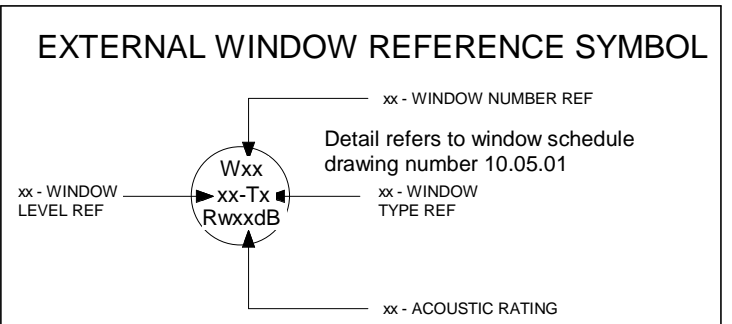 EXTERNAL WINDOW REFERENCE SYMBOL
xx - WINDOW NUMBER REF
Detail refers to window schedule
drawing number 10.05.01
Wxx
xx-Tx
RwxxdB
xx - WINDOW
LEVEL REF
xx - WINDOW
TYPE REF
xx - ACOUSTIC RATING